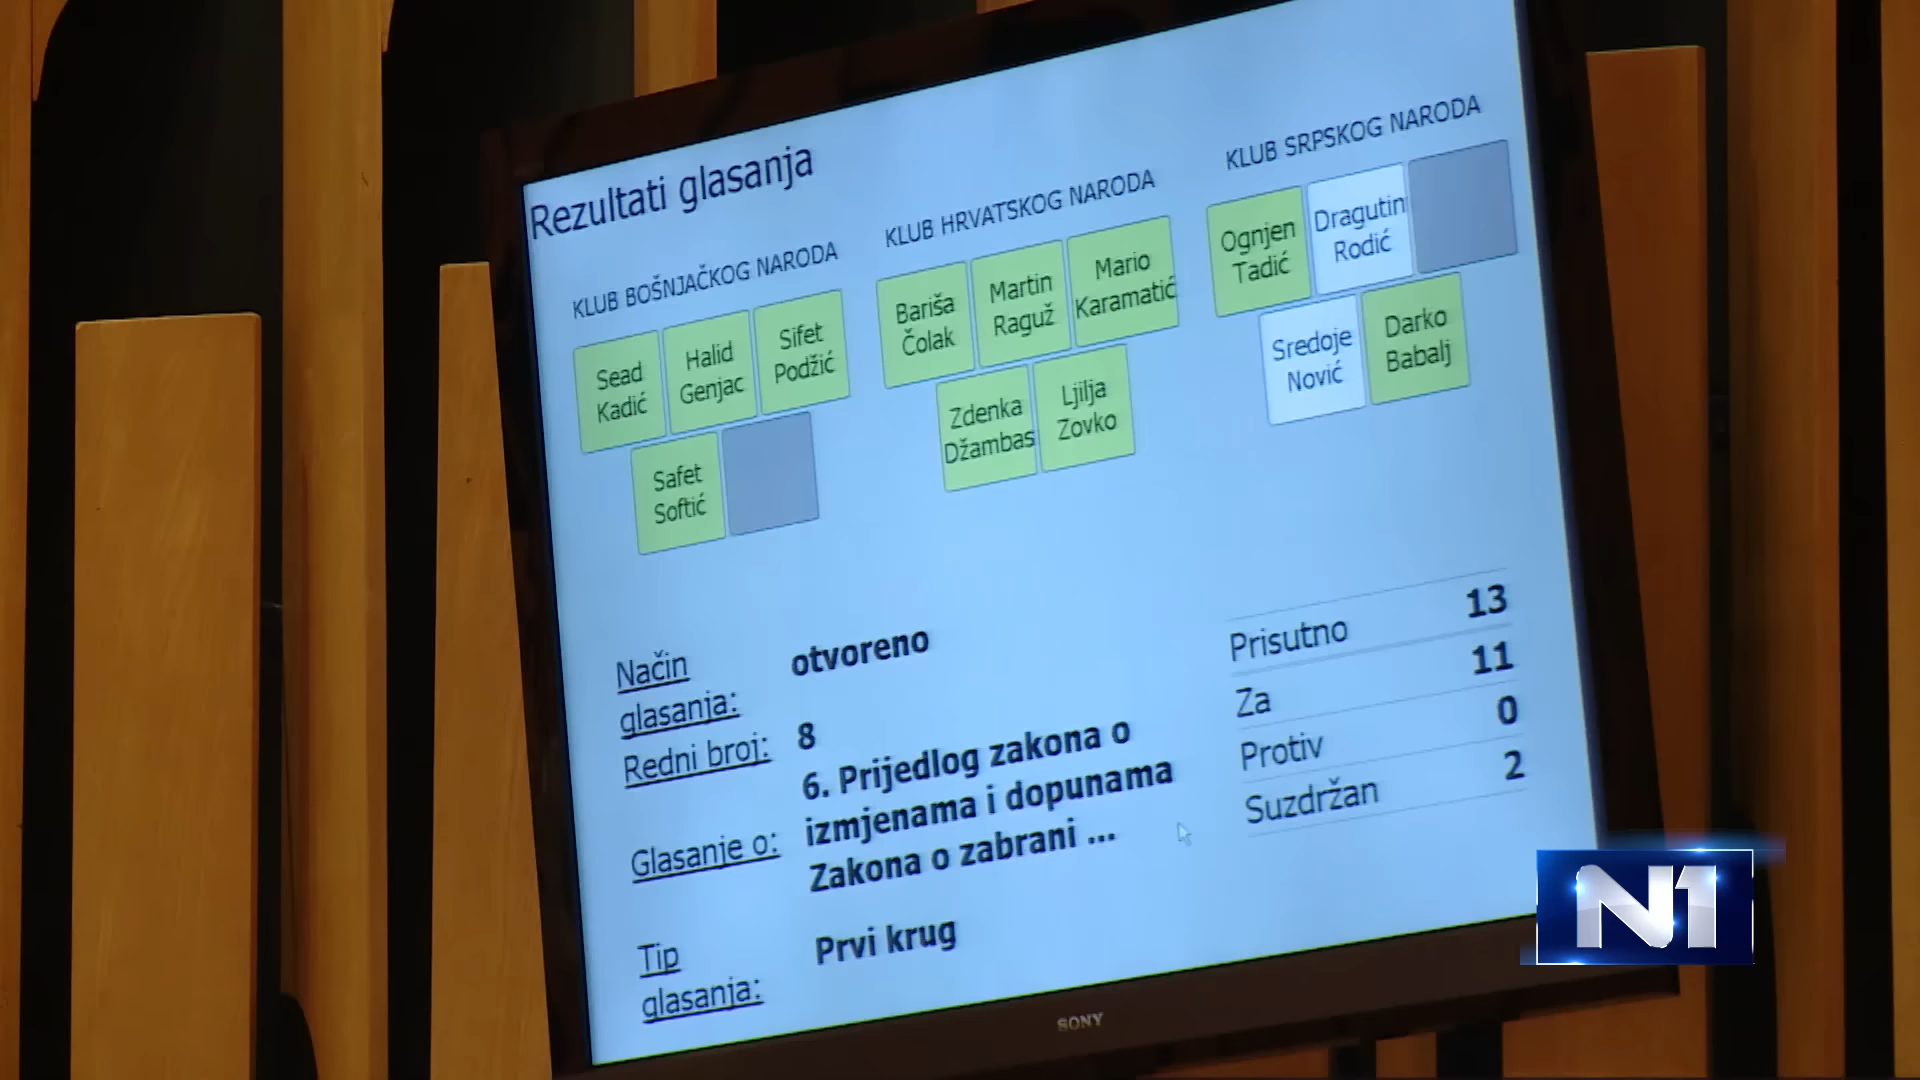 Rezultati glasanja
KLUB BOŠNJAČKOG NARODA
Sead
Kadić
Halid
Genjac
Sifet
Podžić
Safet
Softić
KLUB HRVATSKOG NARODA
Bariša
Čolak
Martin
Raguž
Mario
Karamatić
Zdenka
Džambas
Ljilja
Zovko
KLUB SRPSKOG NARODA
Ognjen
Tadić
Dragutin
Rodić
Sredoje
Nović
Darko
Babalj
Način
glasanja:
otvoreno
Redni broj:
8
Glasanje o:
6. Prijedlog zakona o
izmjenama i dopunama
Zakona o zabrani ...
Tip
glasanja:
Prvi krug
Prisutno 13
Za 11
Protiv 0
Suzdržan 2
SONY
N1